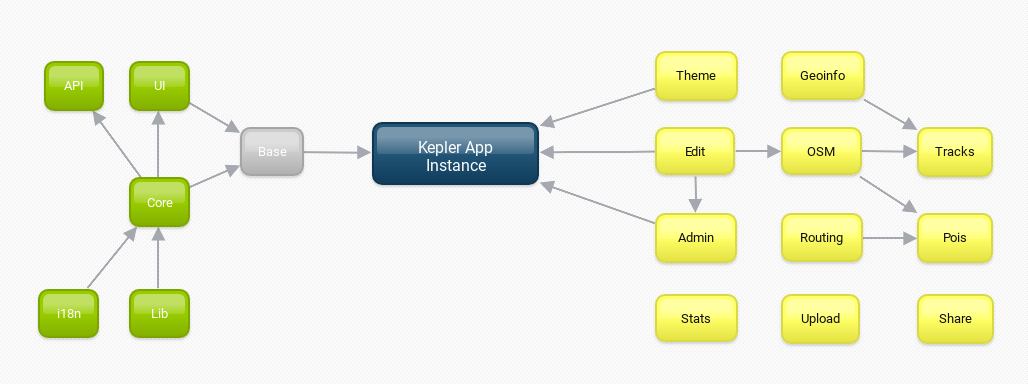 API
UI
Base
Core
i18n
Lib
Kepler App
Instance
Theme
Geoinfo
Edit
OSM
Tracks
Admin
Routing
Pois
Stats
Upload
Share